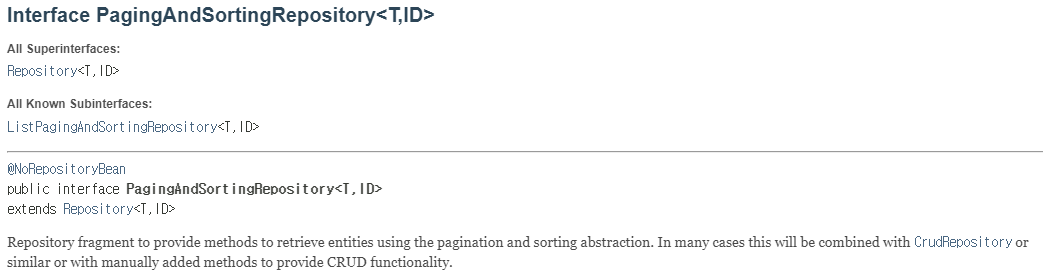 Interface PagingAndSortingRepository<T,ID>
All Superinterfaces:
Repository<T,ID>
All Known Subinterfaces:
ListPagingAndSortingRepository<T,ID>
@NoRepositoryBean
public interface PagingAndSortingRepository<T,ID>
extends Repository<T,ID>
Repository fragment to provide methods to retrieve entities using the pagination and sorting abstraction. In many cases this will be combined with CrudRepository or
similar or with manually added methods to provide CRUD functionality.